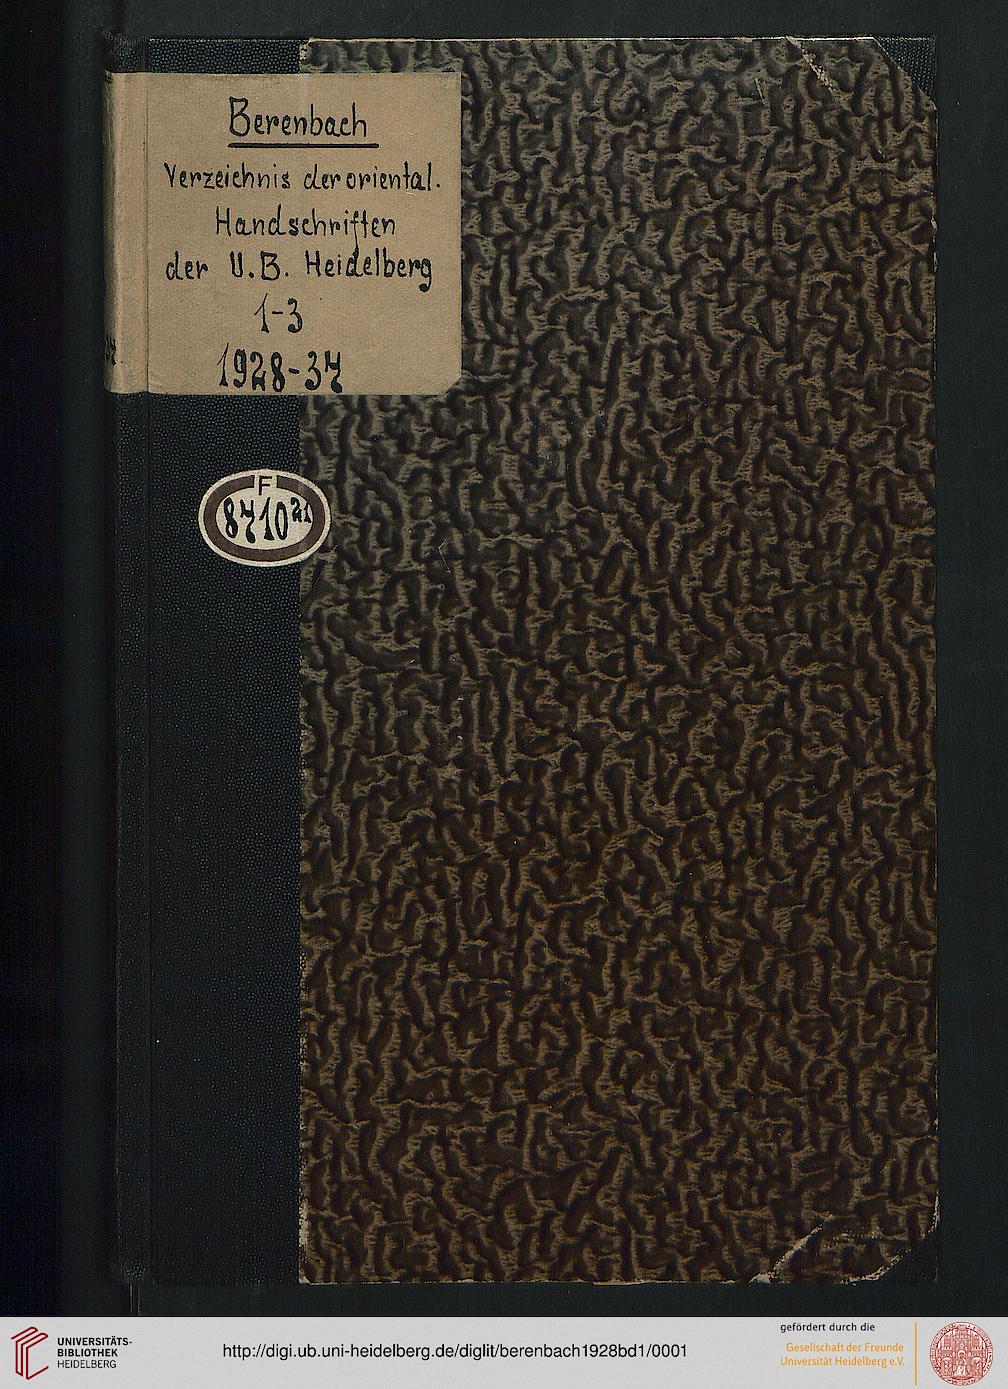 Berenbach
Verzeichnis der oriental.
Handschriften
der U.B. Heidelberg
1-3
1928-37
F
8710 21
UNIVERSITÄTS-
BIBLIOTHEK
HEIDELBERG
http://digi.ub.uni-heidelberg.de/diglit/berenbach1928bd1/0001
gefördert durch die
Gesellschaft der Freunde
Universität Heidelberg e.V.